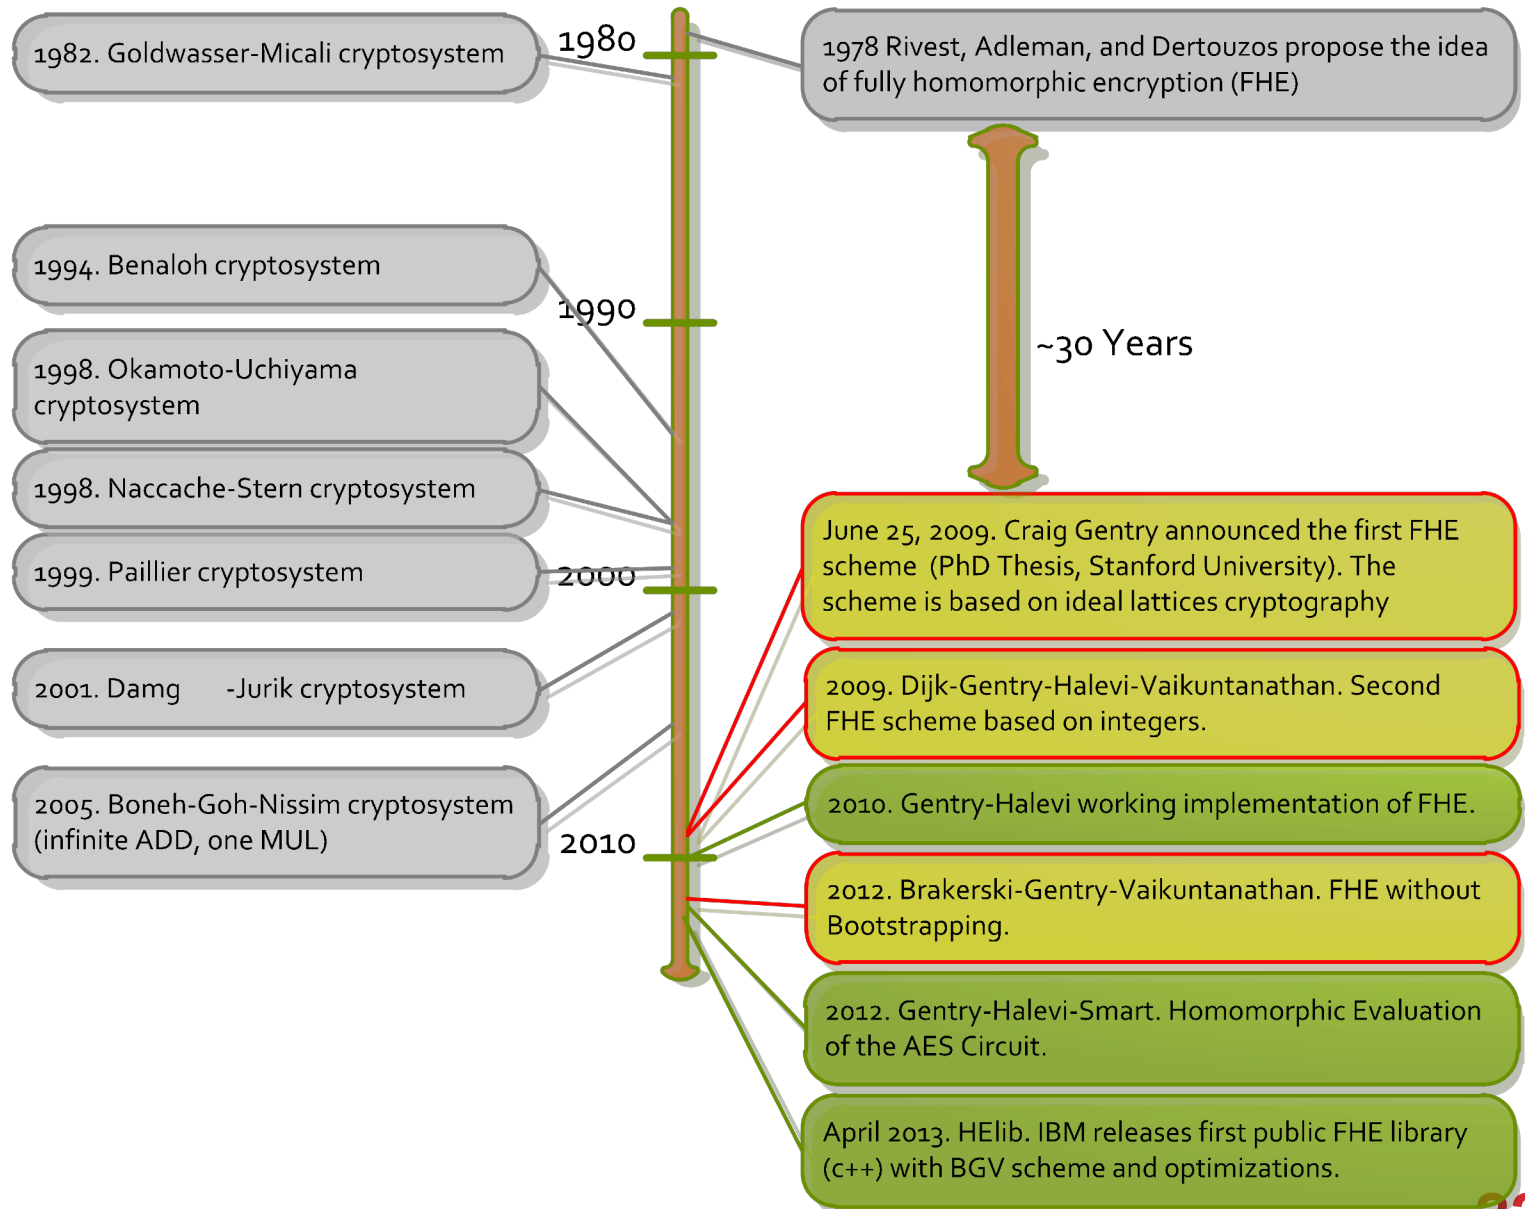 1982. Goldwasser-Micali cryptosystem
1980
1978 Rivest, Adleman, and Dertouzos propose the idea
of fully homomorphic encryption (FHE)
1994. Benaloh cryptosystem
1990
~30 Years
1998. Okamoto-Uchiyama
cryptosystem
1998. Naccache-Stern cryptosystem
1999. Paillier cryptosystem
2000
2001. Damg -Jurik cryptosystem
2005. Boneh-Goh-Nissim cryptosystem
(infinite ADD, one MUL)
2010
June 25, 2009. Craig Gentry announced the first FHE
scheme (PhD Thesis, Stanford University). The
scheme is based on ideal lattices cryptography
2009. Dijk-Gentry-Halevi-Vaikuntanathan. Second
FHE scheme based on integers.
2010. Gentry-Halevi working implementation of FHE.
2012. Brakerski-Gentry-Vaikuntanathan. FHE without
Bootstrapping.
2012. Gentry-Halevi-Smart. Homomorphic Evaluation
of the AES Circuit.
April 2013. HElib. IBM releases first public FHE library
(c++) with BGV scheme and optimizations.